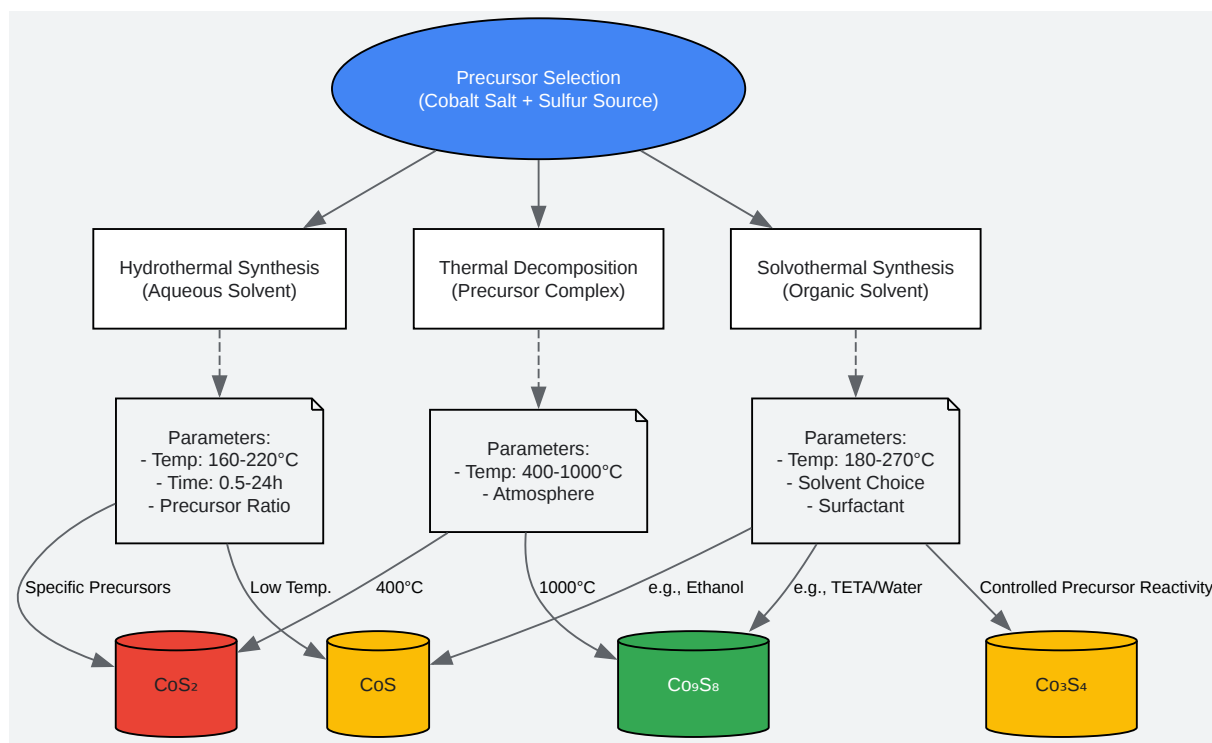 Precursor Selection
(Cobalt Salt + Sulfur Source)
Hydrothermal Synthesis
(Aqueous Solvent)
Thermal Decomposition
(Precursor Complex)
Solvothermal Synthesis
(Organic Solvent)
Parameters:
- Temp: 160-220°C
- Time: 0.5-24h
- Precursor Ratio
Parameters:
- Temp: 400-1000°C
- Atmosphere
Parameters:
- Temp: 180-270°C
- Solvent Choice
- Surfactant
Specific Precursors
Low Temp.
400°C
1000°C
e.g., Ethanol
e.g., TETA/Water
Controlled Precursor Reactivity
CoS₂
CoS
Co₉S₈
Co₃S₄